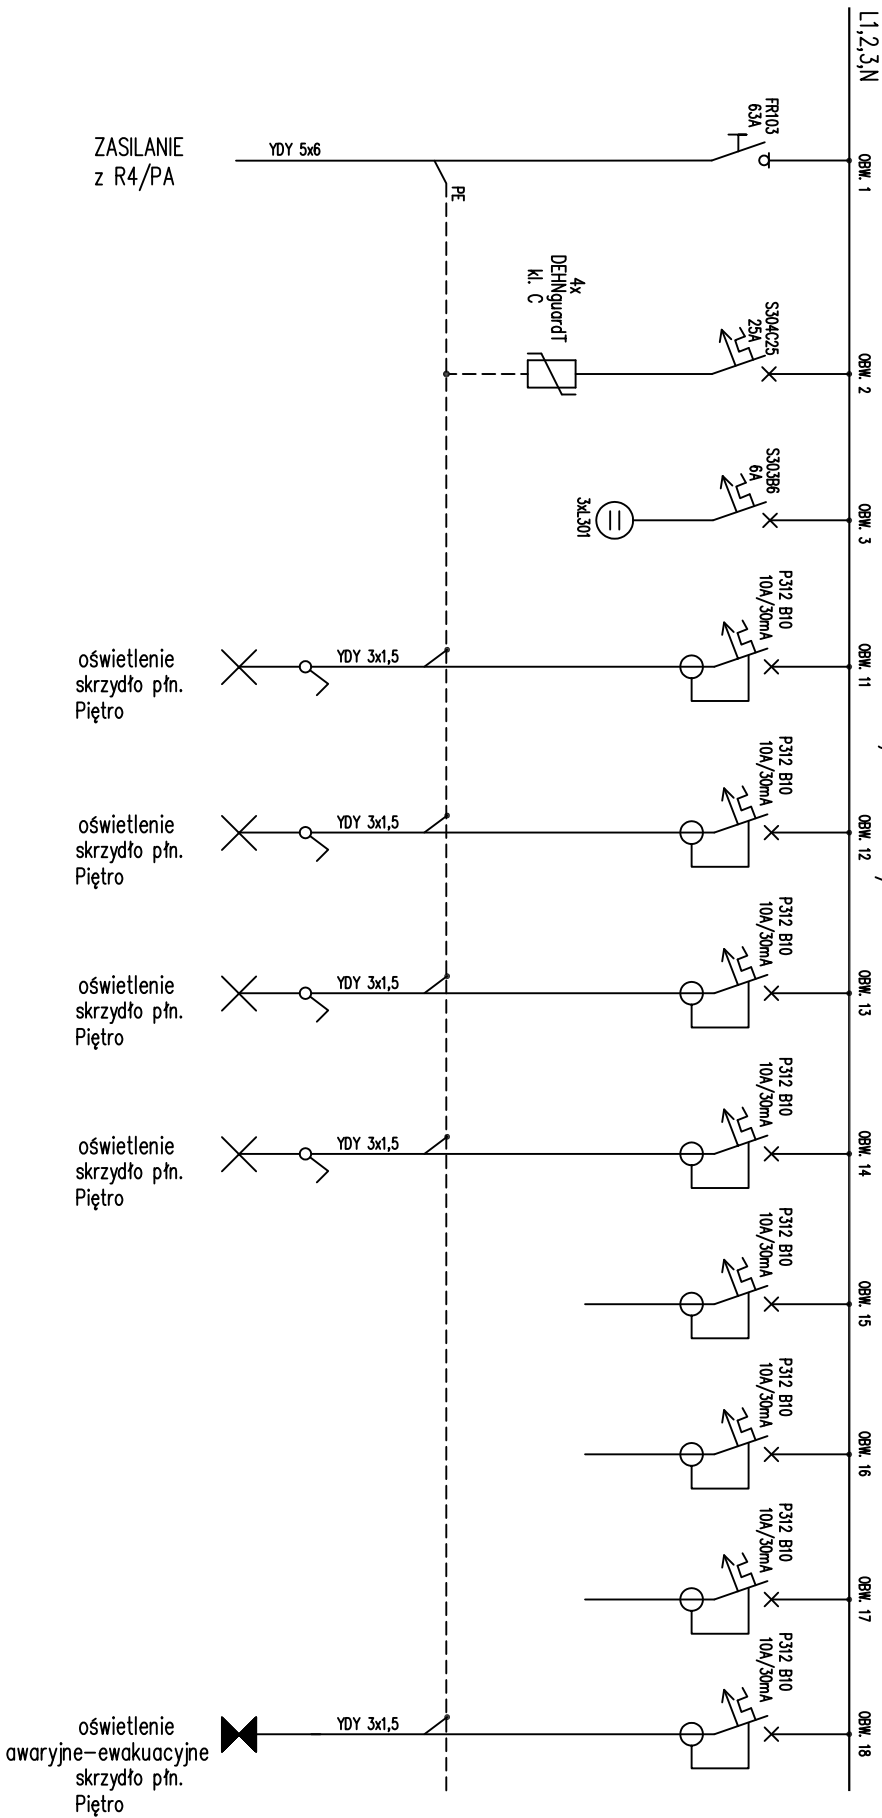 L1,2,3,N
OBW. 1
FR103
63A
YDY 5x6
PE
ZASILANIE
z R4/PA
OBW. 2
S304C25
25A
4x
DEHNguardT
kl. C
OBW. 3
S303B6
6A
3xL301
OBW. 11
P312 B10
10A/30mA
YDY 3x1,5
oświetlenie
skrzydło płn.
Piętro
OBW. 12
P312 B10
10A/30mA
YDY 3x1,5
oświetlenie
skrzydło płn.
Piętro
OBW. 13
P312 B10
10A/30mA
YDY 3x1,5
oświetlenie
skrzydło płn.
Piętro
OBW. 14
P312 B10
10A/30mA
YDY 3x1,5
oświetlenie
skrzydło płn.
Piętro
OBW. 15
P312 B10
10A/30mA
OBW. 16
P312 B10
10A/30mA
OBW. 17
P312 B10
10A/30mA
OBW. 18
P312 B10
10A/30mA
YDY 3x1,5
oświetlenie
awaryjne-ewakuacyjne
skrzydło płn.
Piętro